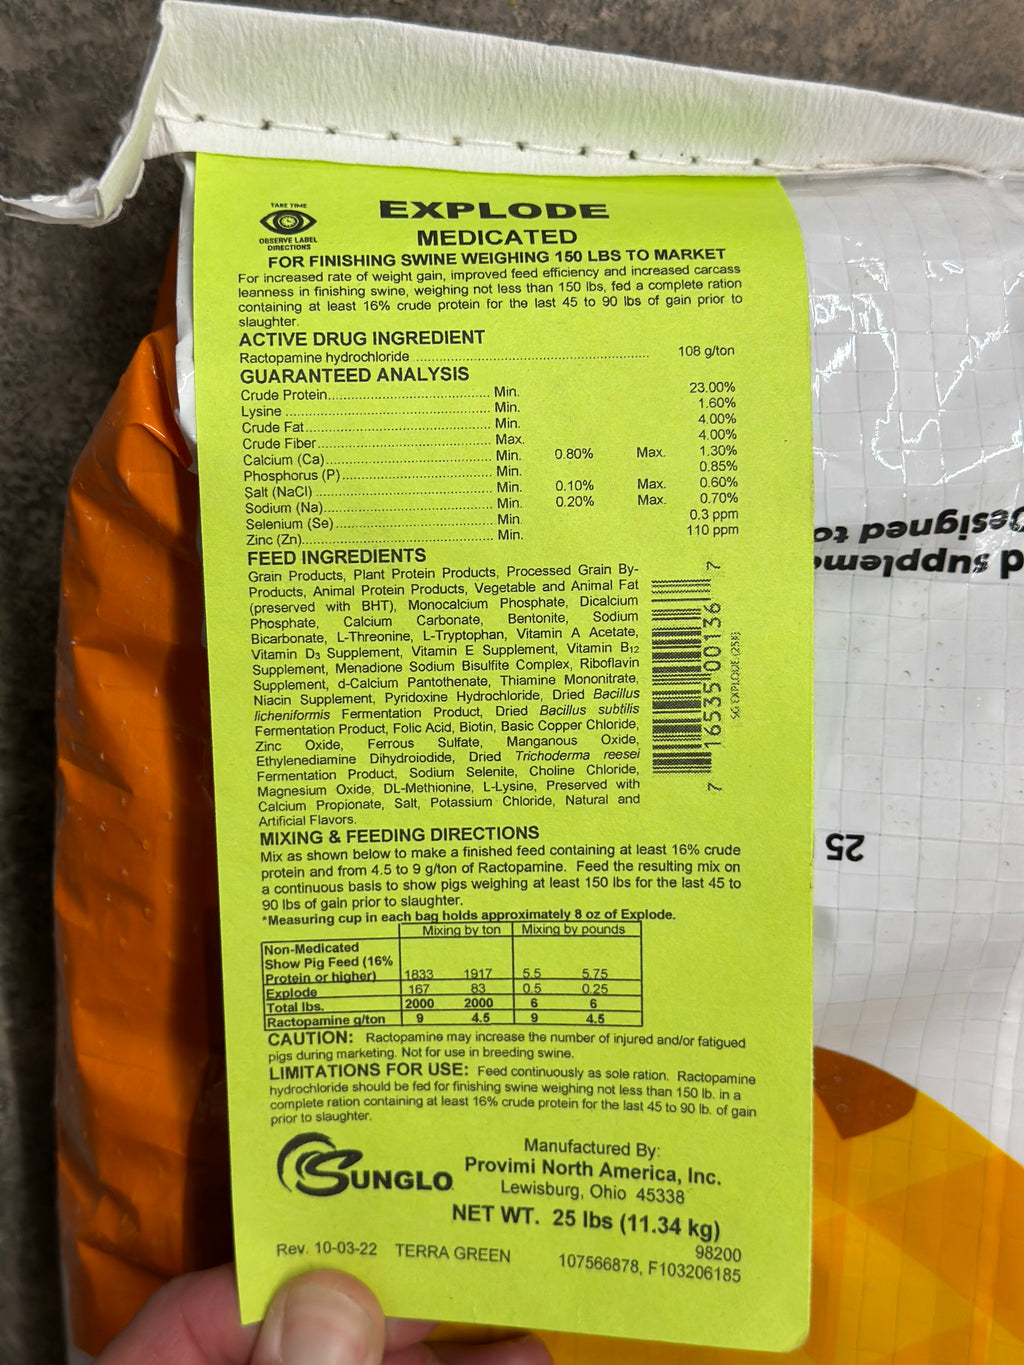 TAKE TIME
OBSERVE LABEL
DIRECTIONS
EXPLODE
MEDICATED
FOR FINISHING SWINE WEIGHING 150 LBS TO MARKET
For increased rate of weight gain, improved feed efficiency and increased carcass
leanness in finishing swine, weighing not less than 150 lbs, fed a complete ration
containing at least 16% crude protein for the last 45 to 90 lbs of gain prior to
slaughter.
ACTIVE DRUG INGREDIENT
Ractopamine hydrochloride ........ 108 g/ton
GUARANTEED ANALYSIS
Crude Protein........ Min. 23.00%
Lysine ........ Min. 1.60%
Crude Fat........ Min. 4.00%
Crude Fiber........ Max. 4.00%
Calcium (Ca)........ Min. 0.80% Max. 1.30%
Phosphorus (P)........ Min. 0.85%
Salt (NaCl) ........ Min. 0.10% Max. 0.60%
Sodium (Na)........ Min. 0.20% Max. 0.70%
Selenium (Se)........ Min. 0.3 ppm
Zinc (Zn)........ Min. 110 ppm
FEED INGREDIENTS
Grain Products, Plant Protein Products, Processed Grain By-
Products, Animal Protein Products, Vegetable and Animal Fat
(preserved with BHT), Monocalcium Phosphate, Dicalcium
Phosphate, Calcium Carbonate, Bentonite, Sodium
Bicarbonate, L-Threonine, L-Tryptophan, Vitamin A Acetate,
Vitamin D3 Supplement, Vitamin E Supplement, Vitamin B12
Supplement, Menadione Sodium Bisulfite Complex, Riboflavin
Supplement, d-Calcium Pantothenate, Thiamine Mononitrate,
Niacin Supplement, Pyridoxine Hydrochloride, Dried Bacillus
licheniformis Fermentation Product, Dried Bacillus subtilis
Fermentation Product, Folic Acid, Biotin, Basic Copper Chloride,
Zinc Oxide, Ferrous Sulfate, Manganous Oxide,
Ethylenediamine Dihydroiodide, Dried Trichoderma reesei
Fermentation Product, Sodium Selenite, Choline Chloride,
Magnesium Oxide, DL-Methionine, L-Lysine, Preserved with
Calcium Propionate, Salt, Potassium Chloride, Natural and
Artificial Flavors.
7 16535 00136 7
SG EXPLODE (25#)
MIXING & FEEDING DIRECTIONS
Mix as shown below to make a finished feed containing at least 16% crude
protein and from 4.5 to 9 g/ton of Ractopamine. Feed the resulting mix on
a continuous basis to show pigs weighing at least 150 lbs for the last 45 to
90 lbs of gain prior to slaughter.
*Measuring cup in each bag holds approximately 8 oz of Explode.
Mixing by ton Mixing by pounds
Non-Medicated
Show Pig Feed (16%
Protein or higher) 1833 1917 5.5 5.75
Explode 167 83 0.5 0.25
Total lbs. 2000 2000 6 6
Ractopamine g/ton 9 4.5 9 4.5
CAUTION: Ractopamine may increase the number of injured and/or fatigued
pigs during marketing. Not for use in breeding swine.
LIMITATIONS FOR USE: Feed continuously as sole ration. Ractopamine
hydrochloride should be fed for finishing swine weighing not less than 150 lb. in a
complete ration containing at least 16% crude protein for the last 45 to 90 lb. of gain
prior to slaughter.
SUNGLO
Manufactured By:
Provimi North America, Inc.
Lewisburg, Ohio 45338
NET WT. 25 lbs (11.34 kg)
Rev. 10-03-22 TERRA GREEN
98200
107566878, F103206185
25
d suppleme
Designed to